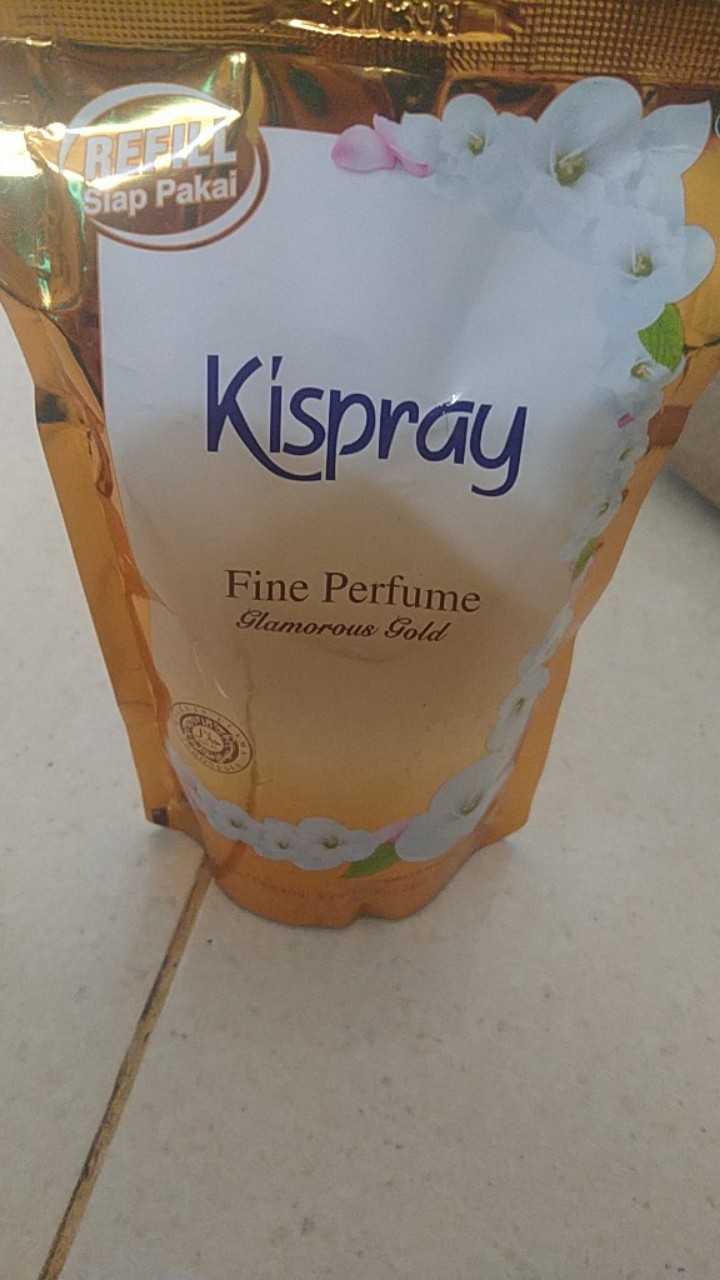 REFILL
Siap Pakai
Kispray
Fine Perfume
Glamorous Gold